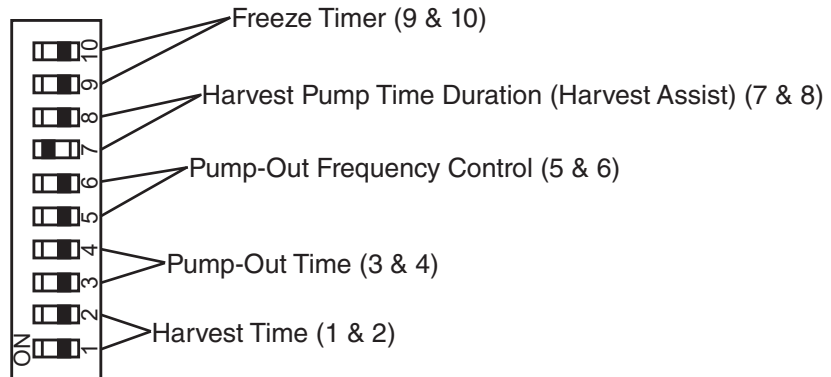 10
Freeze Timer (9 & 10)
9
8
Harvest Pump Time Duration (Harvest Assist) (7 & 8)
7
6
Pump-Out Frequency Control (5 & 6)
5
4
Pump-Out Time (3 & 4)
3
2
Harvest Time (1 & 2)
1
ON